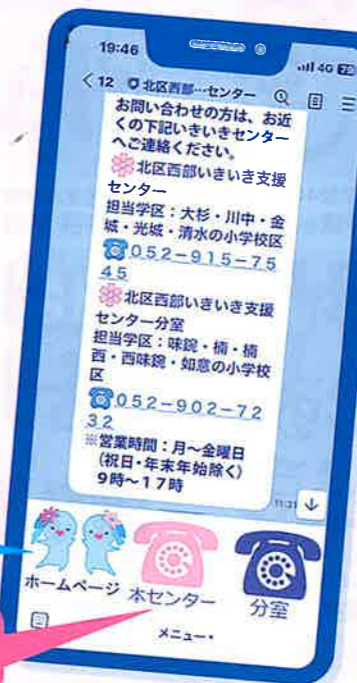 19:46
4G 79
12 北区西部…センター
お問い合わせの方は、お近
くの下記いきいきセンター
へご連絡ください。
北区西部いきいき支援
センター
担当学区：大杉・川中・金
城・光城・清水の小学校区
052-915-75
45
北区西部いきいき支援
センター分室
担当学区：味鋺・楠・楠
西・西味鋺・如意の小学校
区
052-902-72
32
※営業時間：月～金曜日
(祝日・年末年始除く)
9時～17時
ホームページ
本センター
分室
メニュー